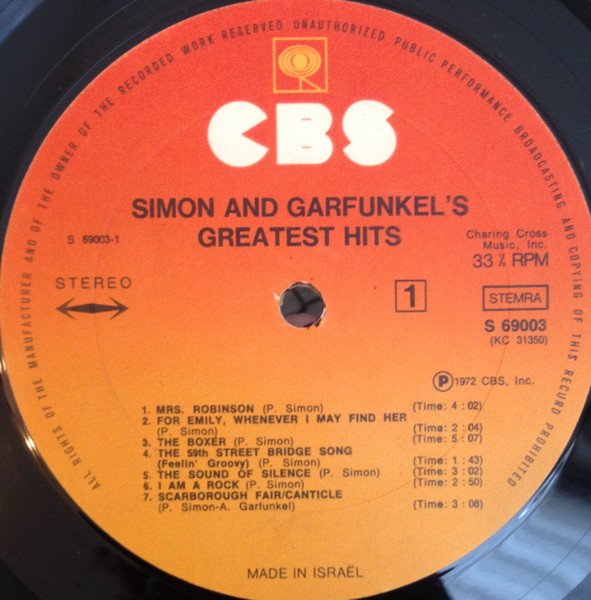 ALL RIGHTS OF THE MANUFACTURER AND OF THE OWNER OF THE RECORDED WORK RESERVED UNAUTHORIZED PUBLIC PERFORMANCE BROADCASTING AND COPYING OF THIS RECORD PROHIBITED
CBS
SIMON AND GARFUNKEL'S
GREATEST HITS
S 69003-1
Charing Cross
Music, Inc.
33 ⅓ RPM
STEREO
1
STEMRA
S 69003
(KC 31350)
Ⓟ 1972 CBS, Inc.
1. MRS. ROBINSON (P. Simon) (Time: 4 : 02)
2. FOR EMILY, WHENEVER I MAY FIND HER
(P. Simon) (Time: 2 : 04)
3. THE BOXER (P. Simon) (Time: 5 : 07)
4. THE 59th STREET BRIDGE SONG
(Feelin' Groovy) (P. Simon) (Time: 1 : 43)
5. THE SOUND OF SILENCE (P. Simon) (Time: 3 : 02)
6. I AM A ROCK (P. Simon) (Time: 2 : 50)
7. SCARBOROUGH FAIR/CANTICLE
(P. Simon-A. Garfunkel) (Time: 3 : 08)
MADE IN ISRAËL